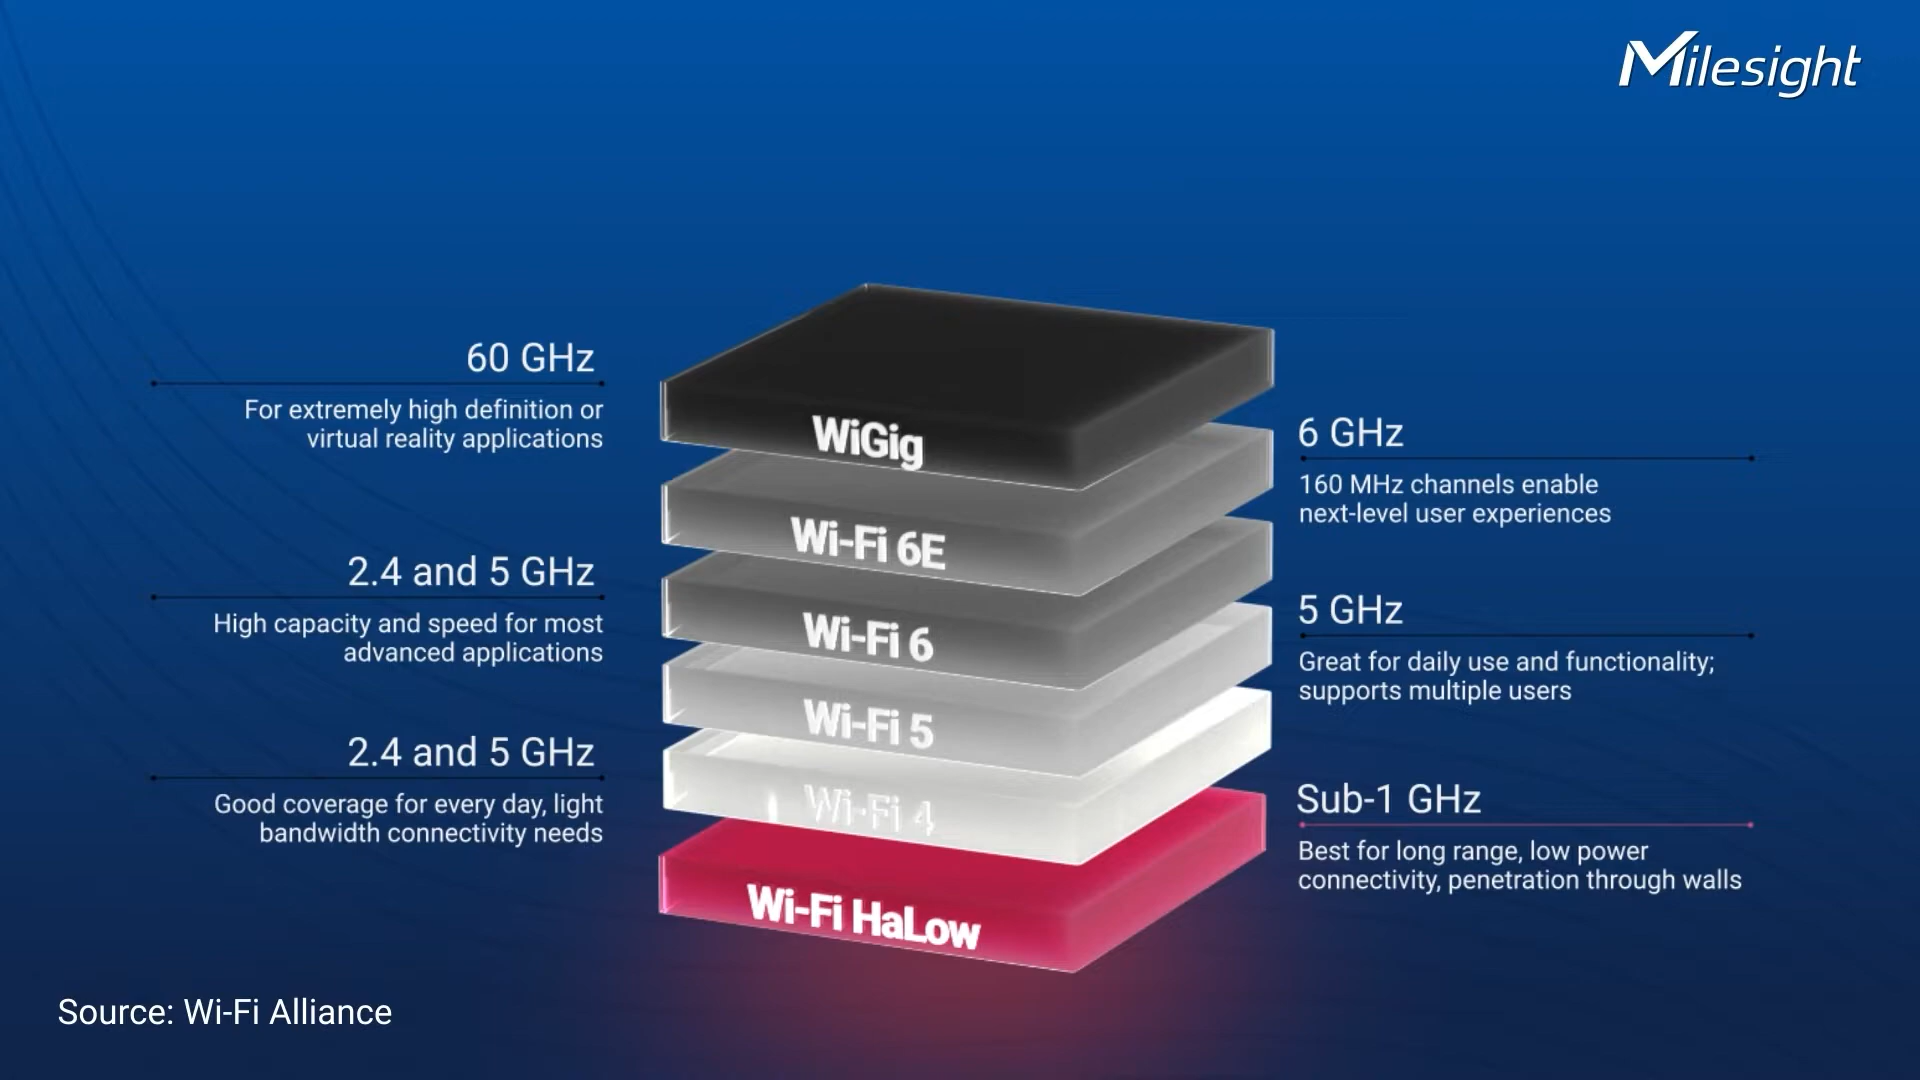 Milesight
60 GHz
For extremely high definition or
virtual reality applications
WiGig
6 GHz
160 MHz channels enable
next-level user experiences
Wi-Fi 6E
2.4 and 5 GHz
High capacity and speed for most
advanced applications
Wi-Fi 6
5 GHz
Great for daily use and functionality;
supports multiple users
Wi-Fi 5
2.4 and 5 GHz
Good coverage for every day, light
bandwidth connectivity needs
Wi-Fi 4
Sub-1 GHz
Best for long range, low power
connectivity, penetration through walls
Wi-Fi HaLow
Source: Wi-Fi Alliance